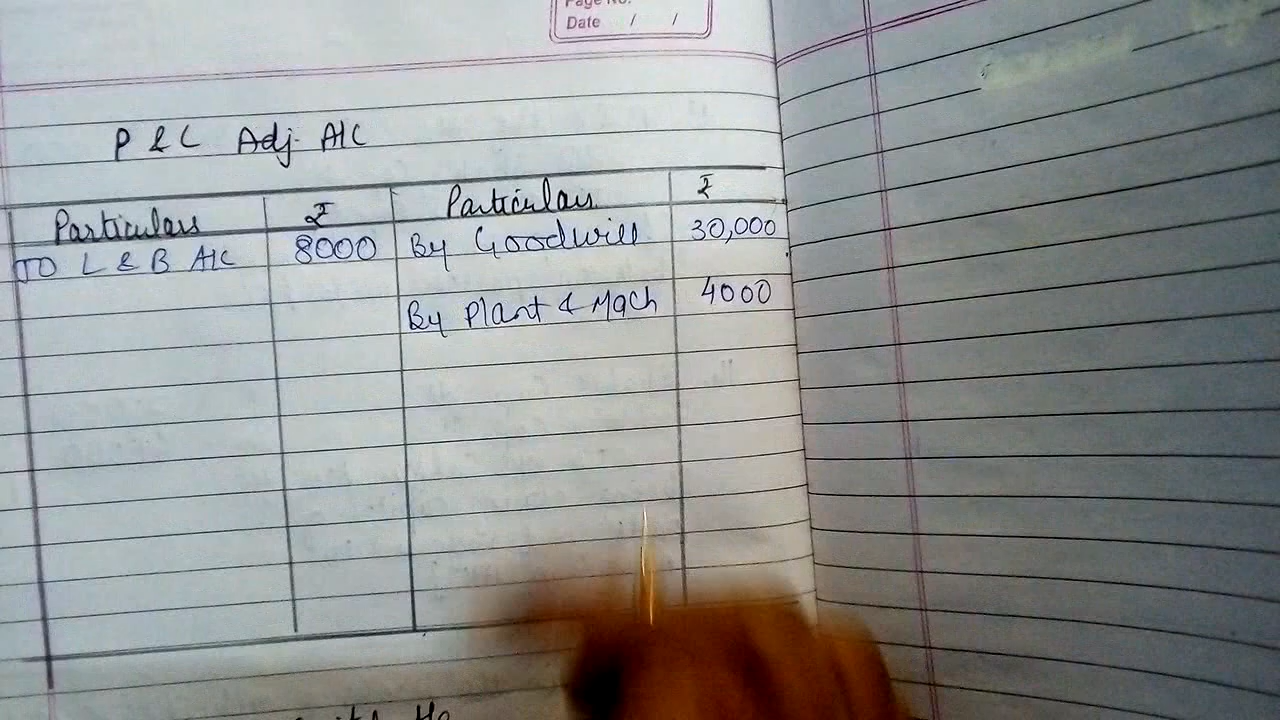 Page No.
Date / /
P & L Adj. A/C
Particulars ₹ Particulars ₹
TO L & B A/C 8000 By Goodwill 30,000
By Plant & Mach 4000